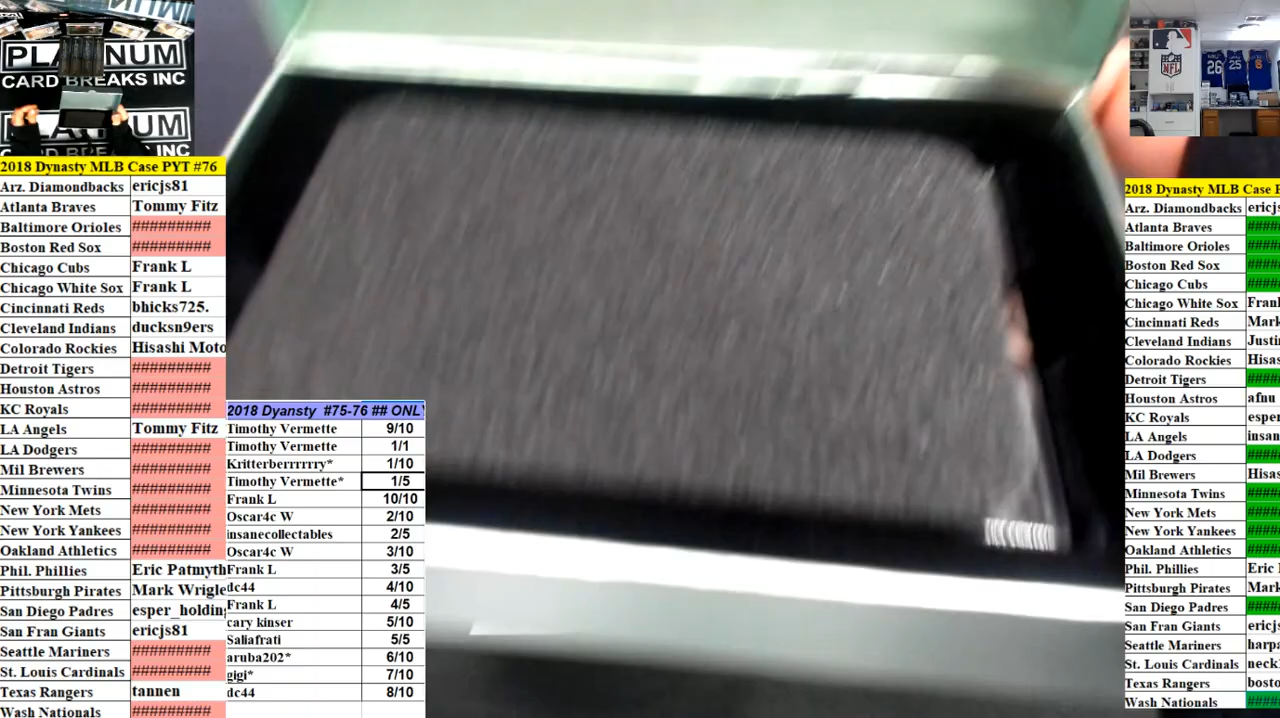 PLATINUM
CARD BREAKS INC
PLATINUM
NFL
26
25
8
2018 Dynasty MLB Case PYT #76
Arz. Diamondbacks ericjs81
Atlanta Braves Tommy Fitz
Baltimore Orioles #########
Boston Red Sox #########
Chicago Cubs Frank L
Chicago White Sox Frank L
Cincinnati Reds bhicks725.
Cleveland Indians ducksn9ers
Colorado Rockies Hisashi Moto
Detroit Tigers #########
Houston Astros #########
KC Royals #########
LA Angels Tommy Fitz
LA Dodgers #########
Mil Brewers #########
Minnesota Twins #########
New York Mets #########
New York Yankees #########
Oakland Athletics #########
Phil. Phillies Eric Patmyth
Pittsburgh Pirates Mark Wrigle
San Diego Padres esper_holdin
San Fran Giants ericjs81
Seattle Mariners #########
St. Louis Cardinals #########
Texas Rangers tannen
Wash Nationals #########
2018 Dyansty #75-76 ## ONLY
Timothy Vermette 9/10
Timothy Vermette 1/1
Kritterberrrrrry* 1/10
Timothy Vermette* 1/5
Frank L 10/10
Oscar4c W 2/10
insanecollectables 2/5
Oscar4c W 3/10
Frank L 3/5
dc44 4/10
Frank L 4/5
cary kinser 5/10
Saliafrati 5/5
aruba202* 6/10
gigi* 7/10
dc44 8/10
2018 Dynasty MLB Case P
Arz. Diamondbacks ericjs
Atlanta Braves ####
Baltimore Orioles ####
Boston Red Sox ####
Chicago Cubs ####
Chicago White Sox Fran
Cincinnati Reds Mark
Cleveland Indians Justi
Colorado Rockies Hisas
Detroit Tigers ####
Houston Astros afnu
KC Royals esper
LA Angels insan
LA Dodgers ####
Mil Brewers Hisas
Minnesota Twins ####
New York Mets ####
New York Yankees ####
Oakland Athletics ####
Phil. Phillies Eric
Pittsburgh Pirates Mark
San Diego Padres ####
San Fran Giants ericjs
Seattle Mariners harpa
St. Louis Cardinals neck
Texas Rangers bosto
Wash Nationals ####